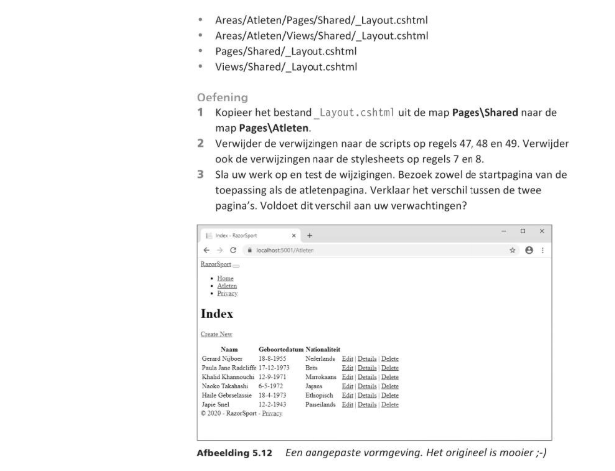 • Areas/Atleten/Pages/Shared/_Layout.cshtml
• Areas/Atleten/Views/Shared/_Layout.cshtml
• Pages/Shared/_Layout.cshtml
• Views/Shared/_Layout.cshtml
Oefening
1 Kopieer het bestand _Layout.cshtml uit de map Pages\Shared naar de
map Pages\Atleten.
2 Verwijder de verwijzingen naar de scripts op regels 47, 48 en 49. Verwijder
ook de verwijzingen naar de stylesheets op regels 7 en 8.
3 Sla uw werk op en test de wijzigingen. Bezoek zowel de startpagina van de
toepassing als de atletenpagina. Verklaar het verschil tussen de twee
pagina's. Voldoet dit verschil aan uw verwachtingen?
Index - RazorSport
localhost:5001/Atleten
RazorSport
• Home
• Atleten
• Privacy
Index
Create New
Naam Geboortedatum Nationaliteit
Gerard Nijboer 18-8-1955 Nederlands Edit | Details | Delete
Paula Jane Radcliffe 17-12-1973 Brits Edit | Details | Delete
Khalid Khannouchi 12-9-1971 Marrokaans Edit | Details | Delete
Naoko Takahashi 6-5-1972 Japans Edit | Details | Delete
Haile Gebrselassie 18-4-1973 Ethiopisch Edit | Details | Delete
Japie Snel 12-2-1943 Edit | Details | Delete
© 2020 - RazorSport - Privacy
Afbeelding 5.12 Een aangepaste vormgeving. Het origineel is mooier ;-)